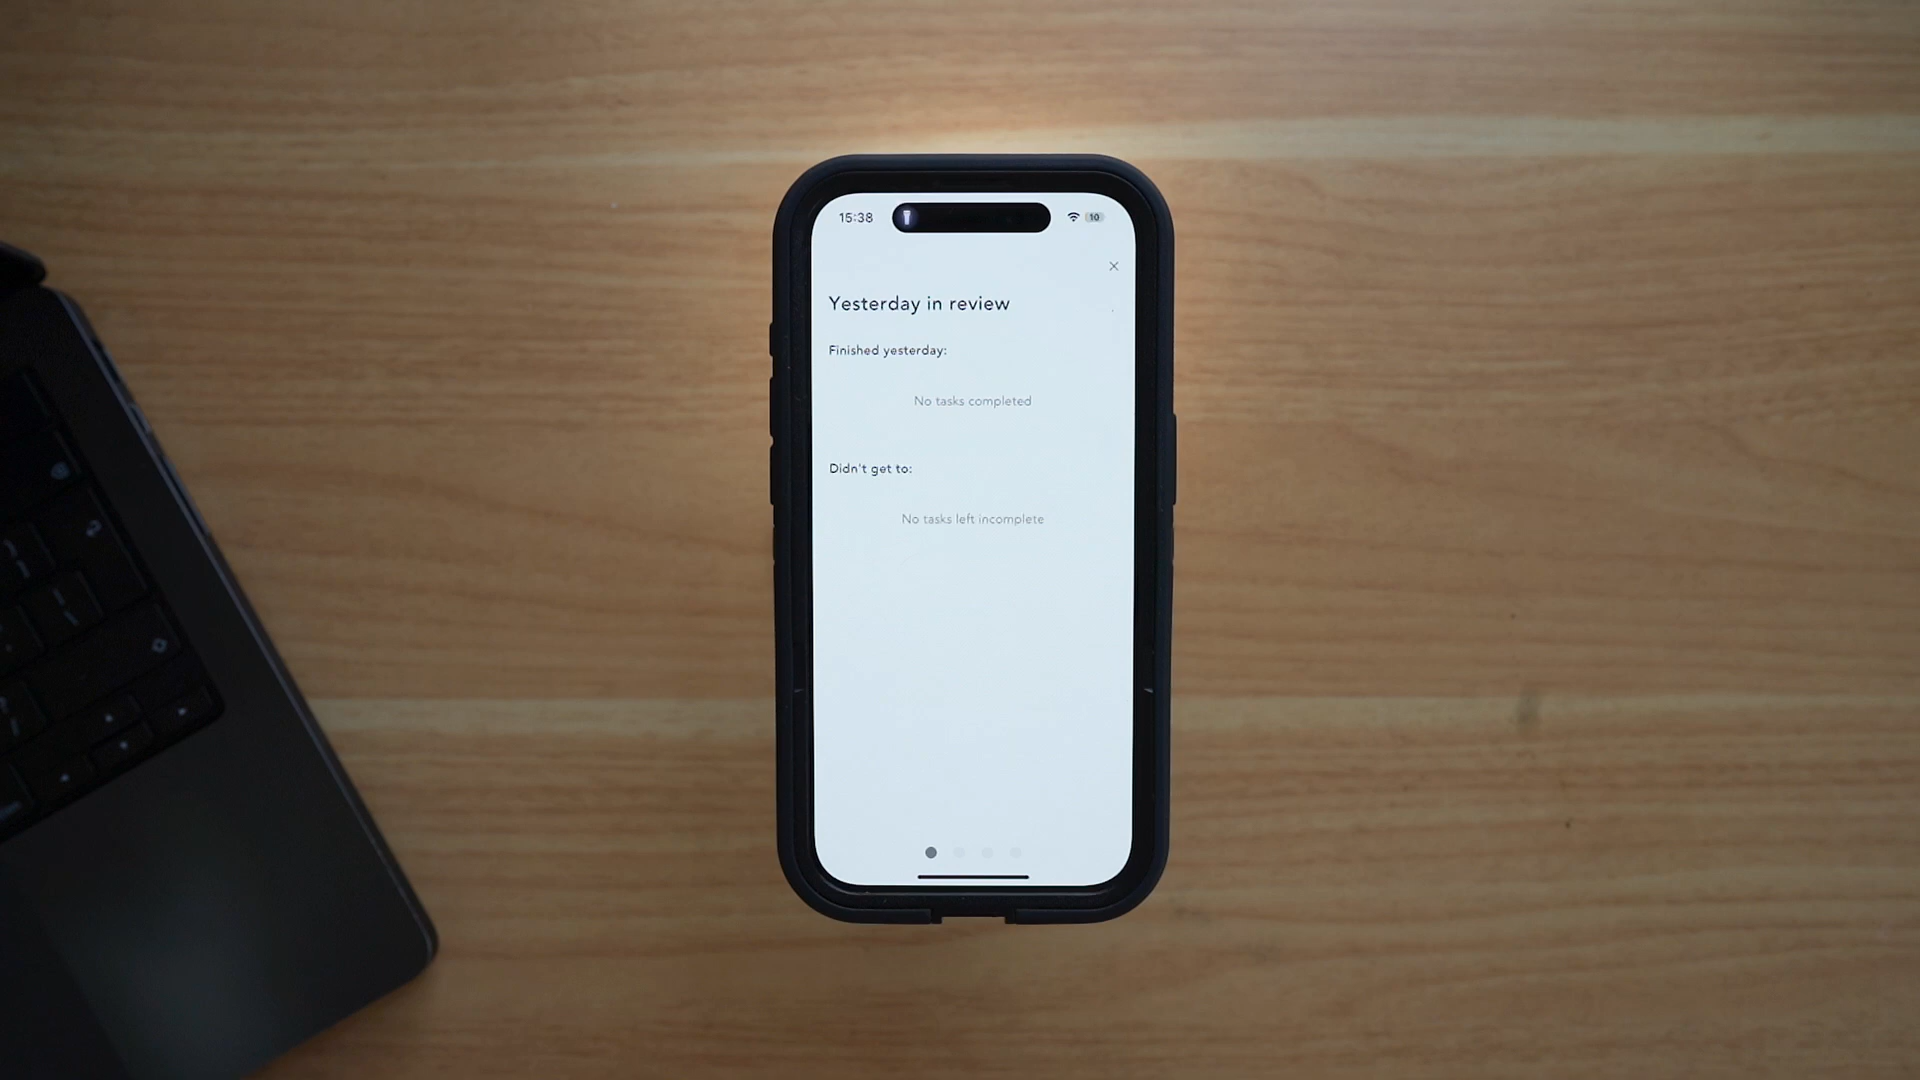 15:38
10
Yesterday in review
Finished yesterday:
No tasks completed
Didn't get to:
No tasks left incomplete